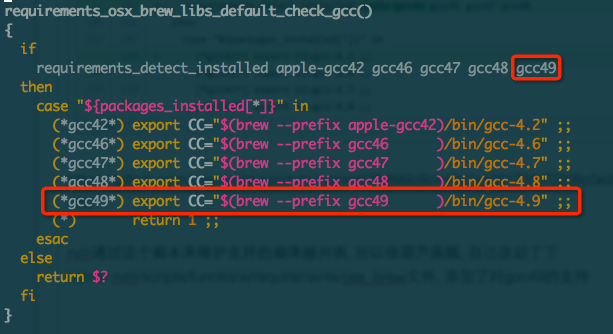 requirements_osx_brew_libs_default_check_gcc()
{
  if
    requirements_detect_installed apple-gcc42 gcc46 gcc47 gcc48 gcc49
  then
    case "${packages_installed[*]}" in
      (*gcc42*) export CC="$(brew --prefix apple-gcc42)/bin/gcc-4.2" ;;
      (*gcc46*) export CC="$(brew --prefix gcc46      )/bin/gcc-4.6" ;;
      (*gcc47*) export CC="$(brew --prefix gcc47      )/bin/gcc-4.7" ;;
      (*gcc48*) export CC="$(brew --prefix gcc48      )/bin/gcc-4.8" ;;
      (*gcc49*) export CC="$(brew --prefix gcc49      )/bin/gcc-4.9" ;;
      (*)       return 1 ;;
    esac
  else
    return $?
  fi
}